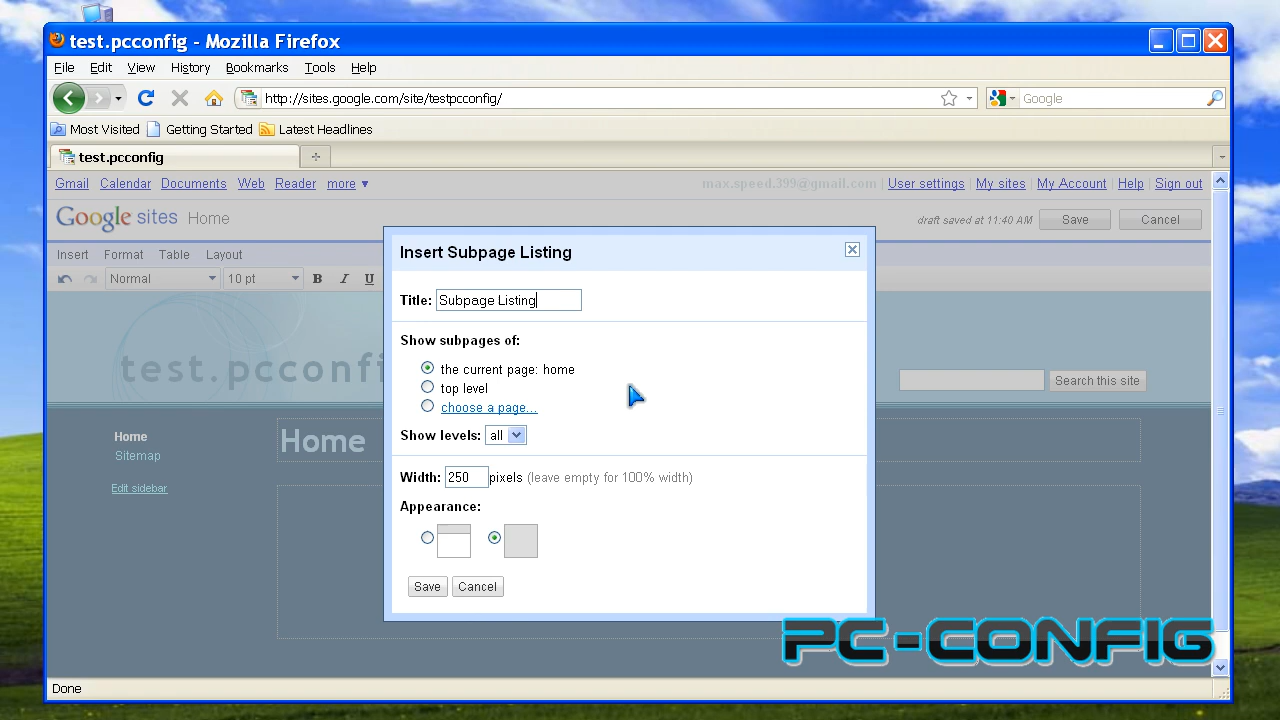 test.pcconfig - Mozilla Firefox
File Edit View History Bookmarks Tools Help
http://sites.google.com/site/testpcconfig/ Google
Most Visited Getting Started Latest Headlines
test.pcconfig
Gmail Calendar Documents Web Reader more ▼ max.speed.399@gmail.com User settings My sites My Account Help Sign out
Google sites Home draft saved at 11:40 AM Save Cancel
Insert Format Table Layout
Normal 10 pt B I U
Insert Subpage Listing
Title: Subpage Listing
Show subpages of:
the current page: home
top level
choose a page...
Show levels: all
Width: 250 pixels (leave empty for 100% width)
Appearance:
Save Cancel
test.pcconfi
Search this site
Home
Sitemap
Edit sidebar
Home
PC-CONFIG
Done